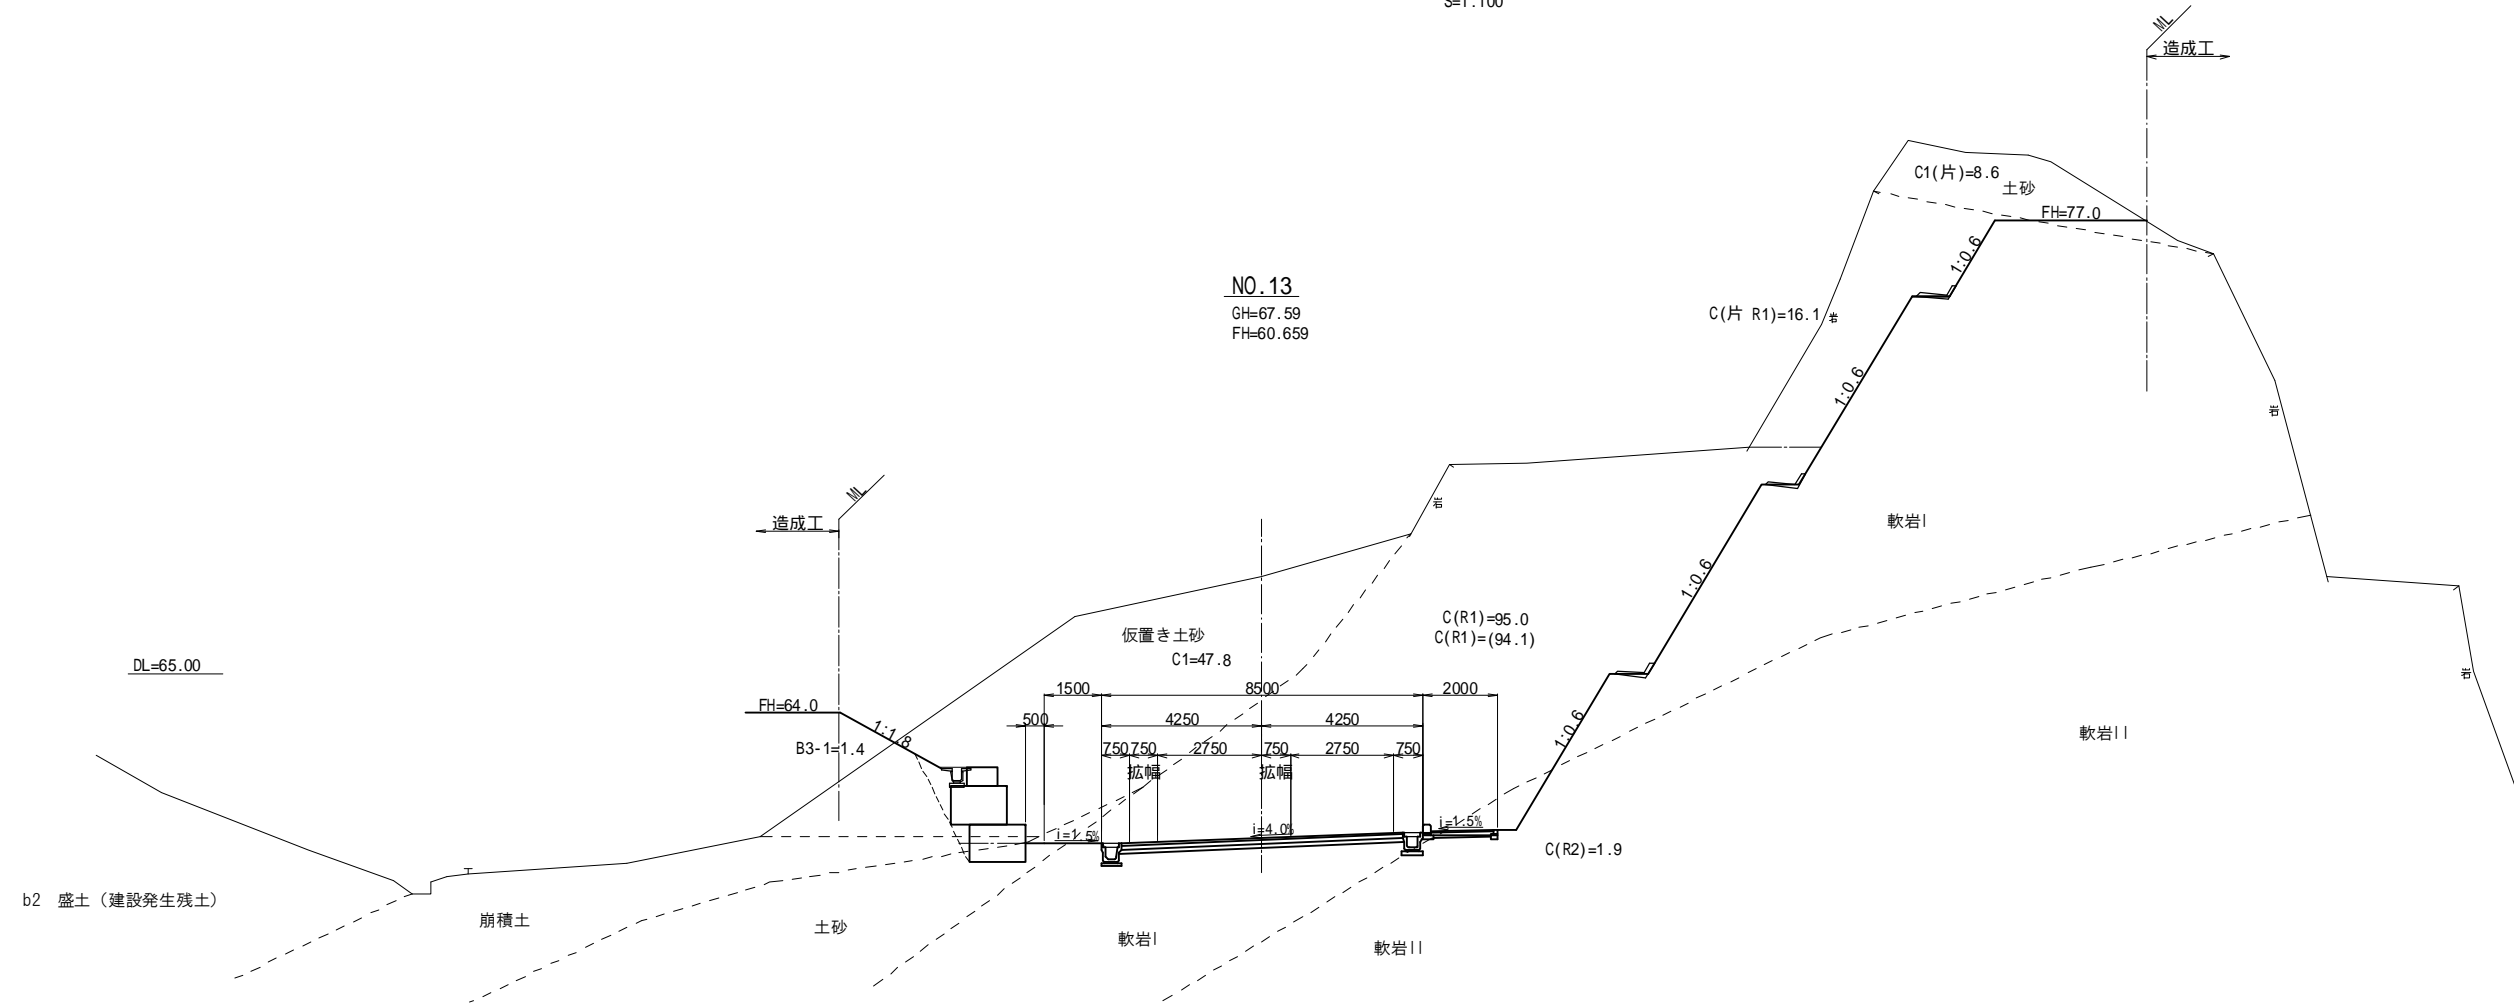 S=1:100
ML
造成工
C1(片)=8.6
土砂
FH=77.0
1:0.6
NO.13
GH=67.59
FH=60.659
C(片 R1)=16.1
岩
1:0.6
岩
ML
造成工
岩
軟岩I
1:0.6
C(R1)=95.0
C(R1)=(94.1)
仮置き土砂
C1=47.8
DL=65.00
岩
1500
8500
2000
FH=64.0
500
4250
4250
1:1.8
1:0.6
軟岩II
B3-1=1.4
750
750
2750
750
2750
750
拡幅
拡幅
i=1.5%
i=4.0%
i=1.5%
C(R2)=1.9
b2 盛土（建設発生残土）
崩積土
土砂
軟岩I
軟岩II